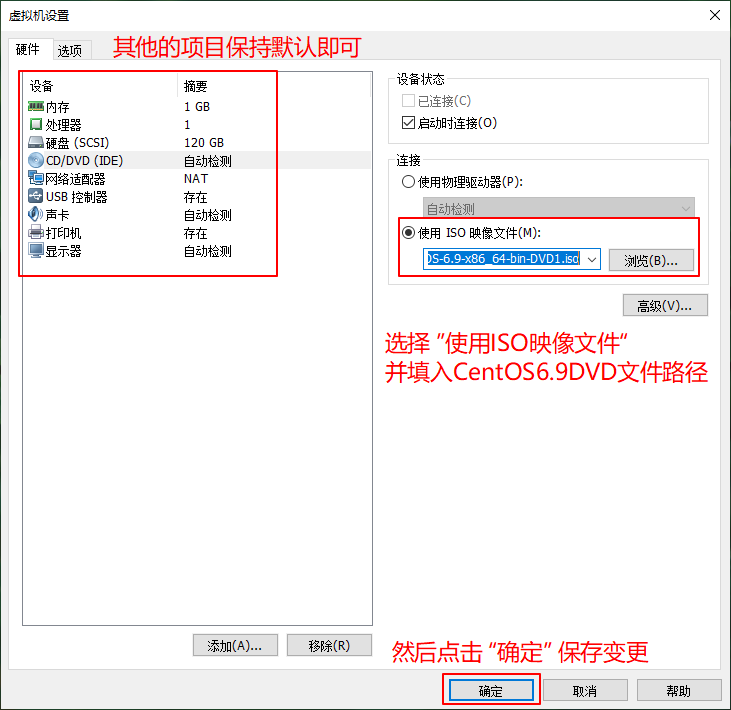 虚拟机设置
硬件 选项 其他的项目保持默认即可
设备 摘要
内存 1 GB
处理器 1
硬盘 (SCSI) 120 GB
CD/DVD (IDE) 自动检测
网络适配器 NAT
USB 控制器 存在
声卡 自动检测
打印机 存在
显示器 自动检测
添加(A)... 移除(R)
设备状态
已连接(C)
启动时连接(O)
连接
使用物理驱动器(P):
自动检测
使用 ISO 映像文件(M):
OS-6.9-x86_64-bin-DVD1.iso 浏览(B)...
高级(V)...
选择 “使用ISO映像文件“
并填入CentOS6.9DVD文件路径
然后点击 “确定” 保存变更
确定 取消 帮助